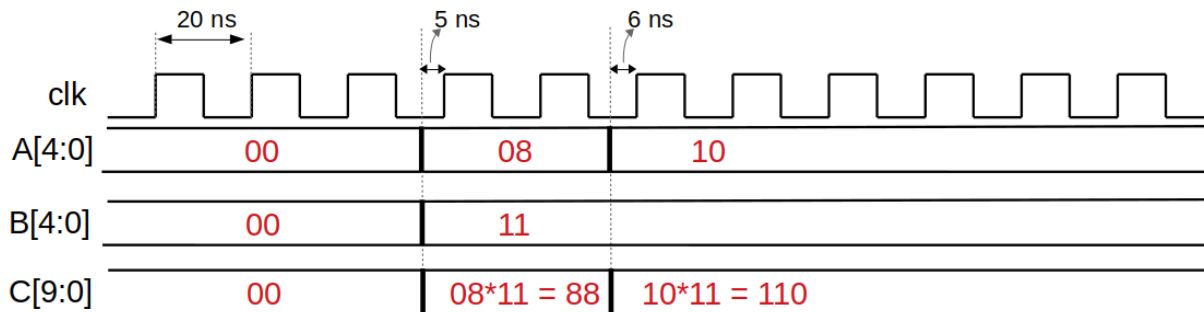 20 ns
5 ns
6 ns
clk
A[4:0]
00
08
10
B[4:0]
00
11
C[9:0]
00
08*11 = 88
10*11 = 110